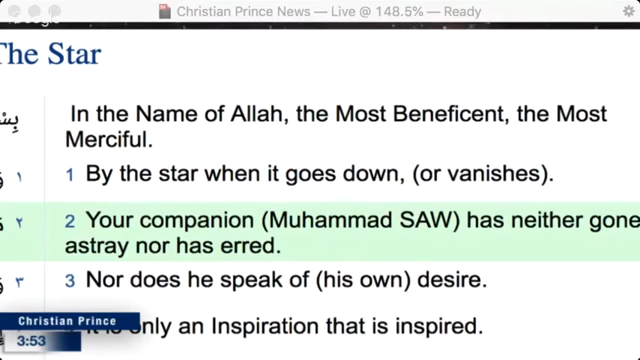 Christian Prince News — Live @ 148.5% — Ready
The Star
بِسْ
In the Name of Allah, the Most Beneficent, the Most
Merciful.
١ 1 By the star when it goes down, (or vanishes).
٢ 2 Your companion (Muhammad SAW) has neither gone
astray nor has erred.
٣ 3 Nor does he speak of (his own) desire.
It is only an Inspiration that is inspired.
Christian Prince
3:53